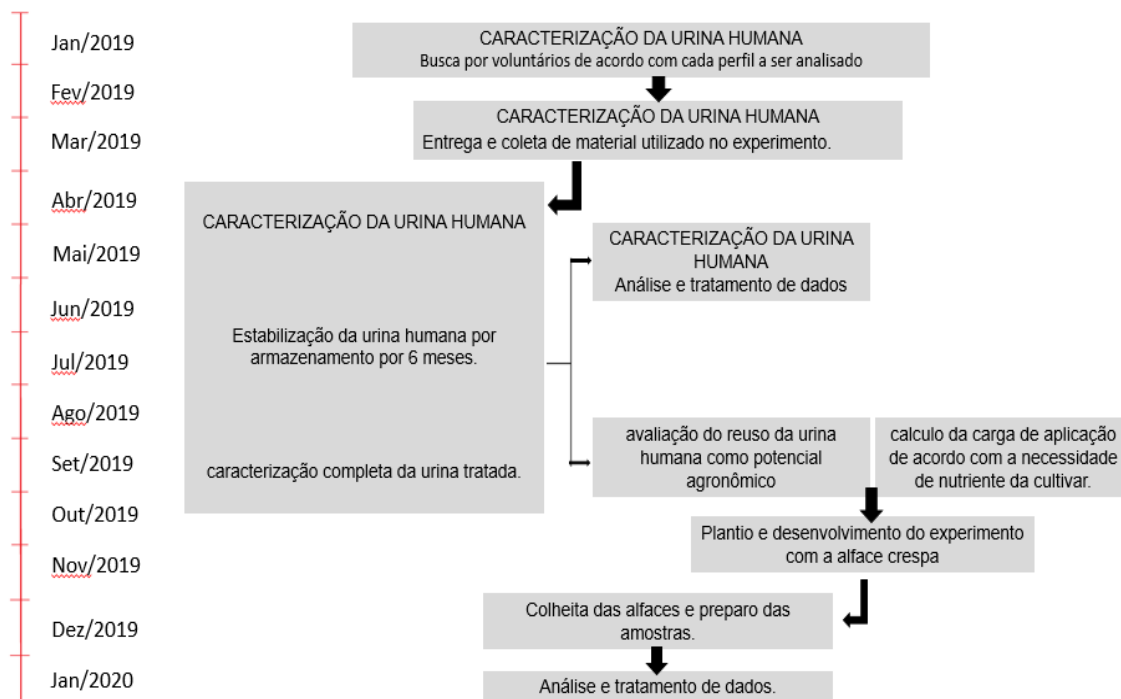 Jan/2019
Fev/2019
Mar/2019
Abr/2019
Mai/2019
Jun/2019
Jul/2019
Ago/2019
Set/2019
Out/2019
Nov/2019
Dez/2019
Jan/2020
CARACTERIZAÇÃO DA URINA HUMANA
Busca por voluntários de acordo com cada perfil a ser analisado
CARACTERIZAÇÃO DA URINA HUMANA
Entrega e coleta de material utilizado no experimento.
CARACTERIZAÇÃO DA URINA HUMANA
Estabilização da urina humana por
armazenamento por 6 meses.
caracterização completa da urina tratada.
CARACTERIZAÇÃO DA URINA
HUMANA
Análise e tratamento de dados
avaliação do reuso da urina
humana como potencial
agronômico
calculo da carga de aplicação
de acordo com a necessidade
de nutriente da cultivar.
Plantio e desenvolvimento do experimento
com a alface crespa
Colheita das alfaces e preparo das
amostras.
Análise e tratamento de dados.